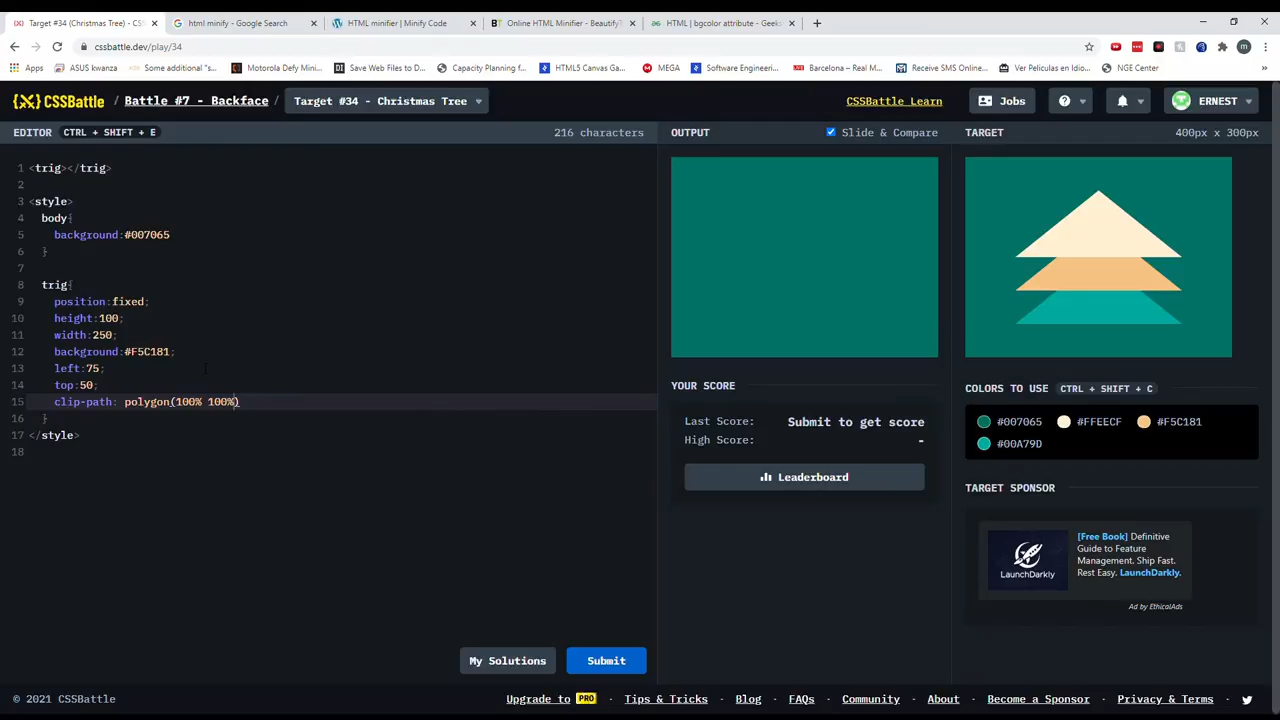 Target #34 (Christmas Tree) - CS
html minify - Google Search
HTML minifier | Minify Code
Online HTML Minifier - BeautifyT
HTML | bgcolor attribute - Geeks
cssbattle.dev/play/34
Apps
ASUS kwanza
Some additional "s...
Motorola Defy Mini...
Save Web Files to D...
Capacity Planning f...
HTML5 Canvas Ga...
MEGA
Software Engineeri...
Barcelona – Real M...
Receive SMS Online...
Ver Peliculas en Idio...
NGE Center
CSSBattle / Battle #7 - Backface / Target #34 - Christmas Tree
CSSBattle Learn
Jobs
ERNEST
EDITOR CTRL + SHIFT + E 216 characters
OUTPUT Slide & Compare
TARGET 400px x 300px
1 <trig></trig>
2
3 <style>
4 body{
5 background:#007065
6 }
7
8 trig{
9 position:fixed;
10 height:100;
11 width:250;
12 background:#F5C181;
13 left:75;
14 top:50;
15 clip-path: polygon(100% 100%)
16 }
17 </style>
18
YOUR SCORE
Last Score: Submit to get score
High Score: -
Leaderboard
COLORS TO USE CTRL + SHIFT + C
#007065 #FFEECF #F5C181
#00A79D
TARGET SPONSOR
LaunchDarkly
[Free Book] Definitive
Guide to Feature
Management. Ship Fast.
Rest Easy. LaunchDarkly.
Ad by EthicalAds
My Solutions
Submit
© 2021 CSSBattle
Upgrade to PRO · Tips & Tricks · Blog · FAQs · Community · About · Become a Sponsor · Privacy & Terms ·